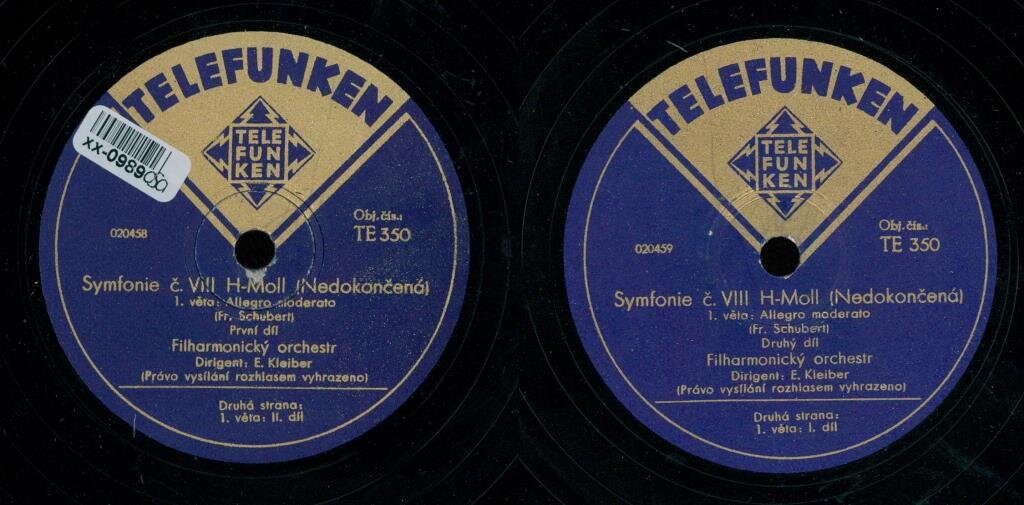 TELEFUNKEN
TELE
FUN
KEN
xx-0989
020458
Obj. čís.:
TE 350
Symfonie č. VIII H-Moll (Nedokončená)
1. věta: Allegro moderato
(Fr. Schubert)
První díl
Filharmonický orchestr
Dirigent: E. Kleiber
(Právo vysílání rozhlasem vyhrazeno)
Druhá strana:
1. věta: II. díl
TELEFUNKEN
TELE
FUN
KEN
020459
Obj. čís.:
TE 350
Symfonie č. VIII H-Moll (Nedokončená)
1. věta: Allegro moderato
(Fr. Schubert)
Druhý díl
Filharmonický orchestr
Dirigent: E. Kleiber
(Právo vysílání rozhlasem vyhrazeno)
Druhá strana:
1. věta: I. díl